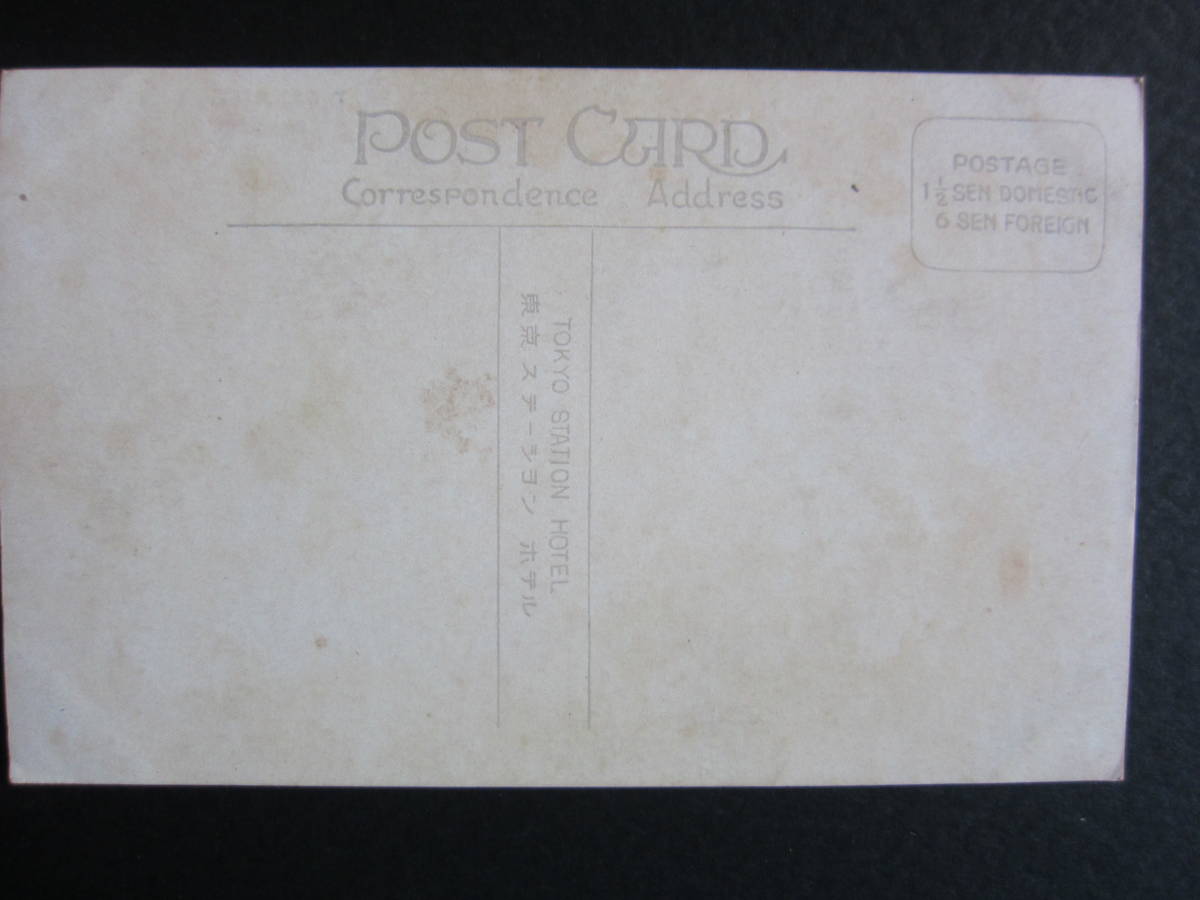 POST CARD
Correspondence Address
POSTAGE
1½ SEN DOMESTIC
6 SEN FOREIGN
TOKYO STATION HOTEL
東京ステーシヨン ホテル